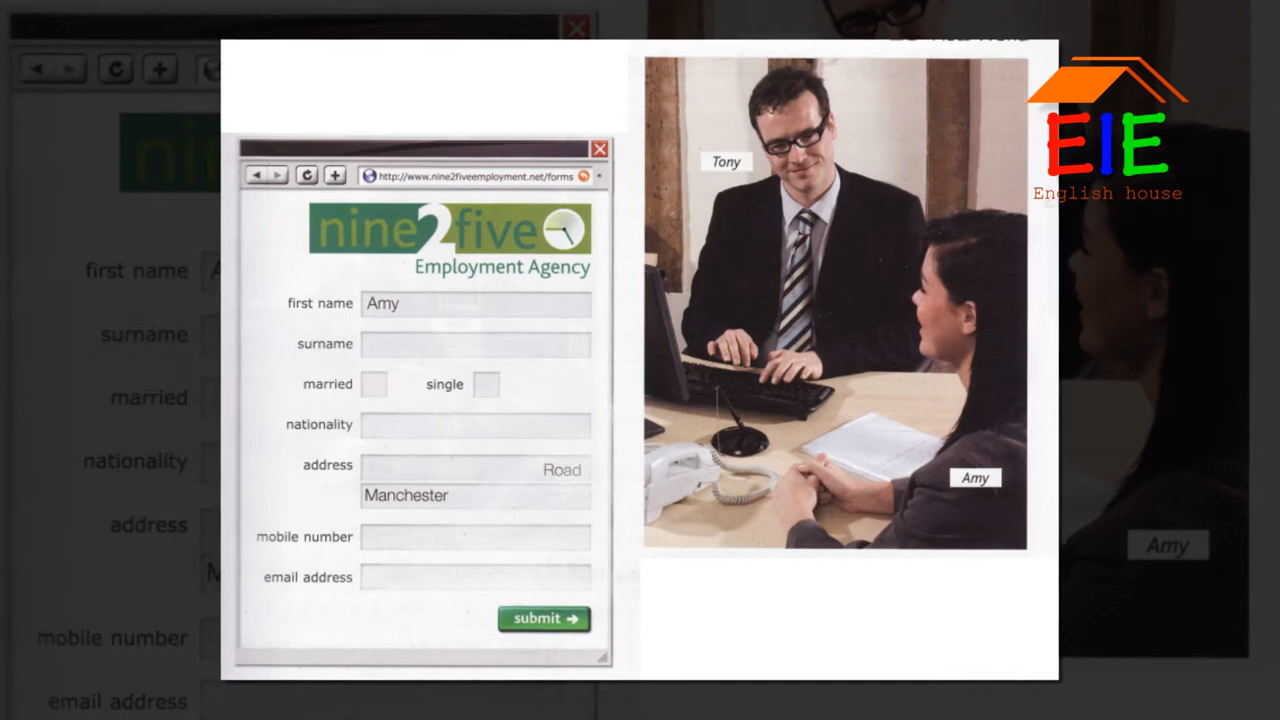 http://www.nine2fiveemployment.net/forms
nine2five
Employment Agency
first name Amy
surname
married single
nationality
address Road
Manchester
mobile number
email address
submit
Tony
Amy
EIE
English house
first name
surname
married
nationality
address
mobile number
email address
Amy